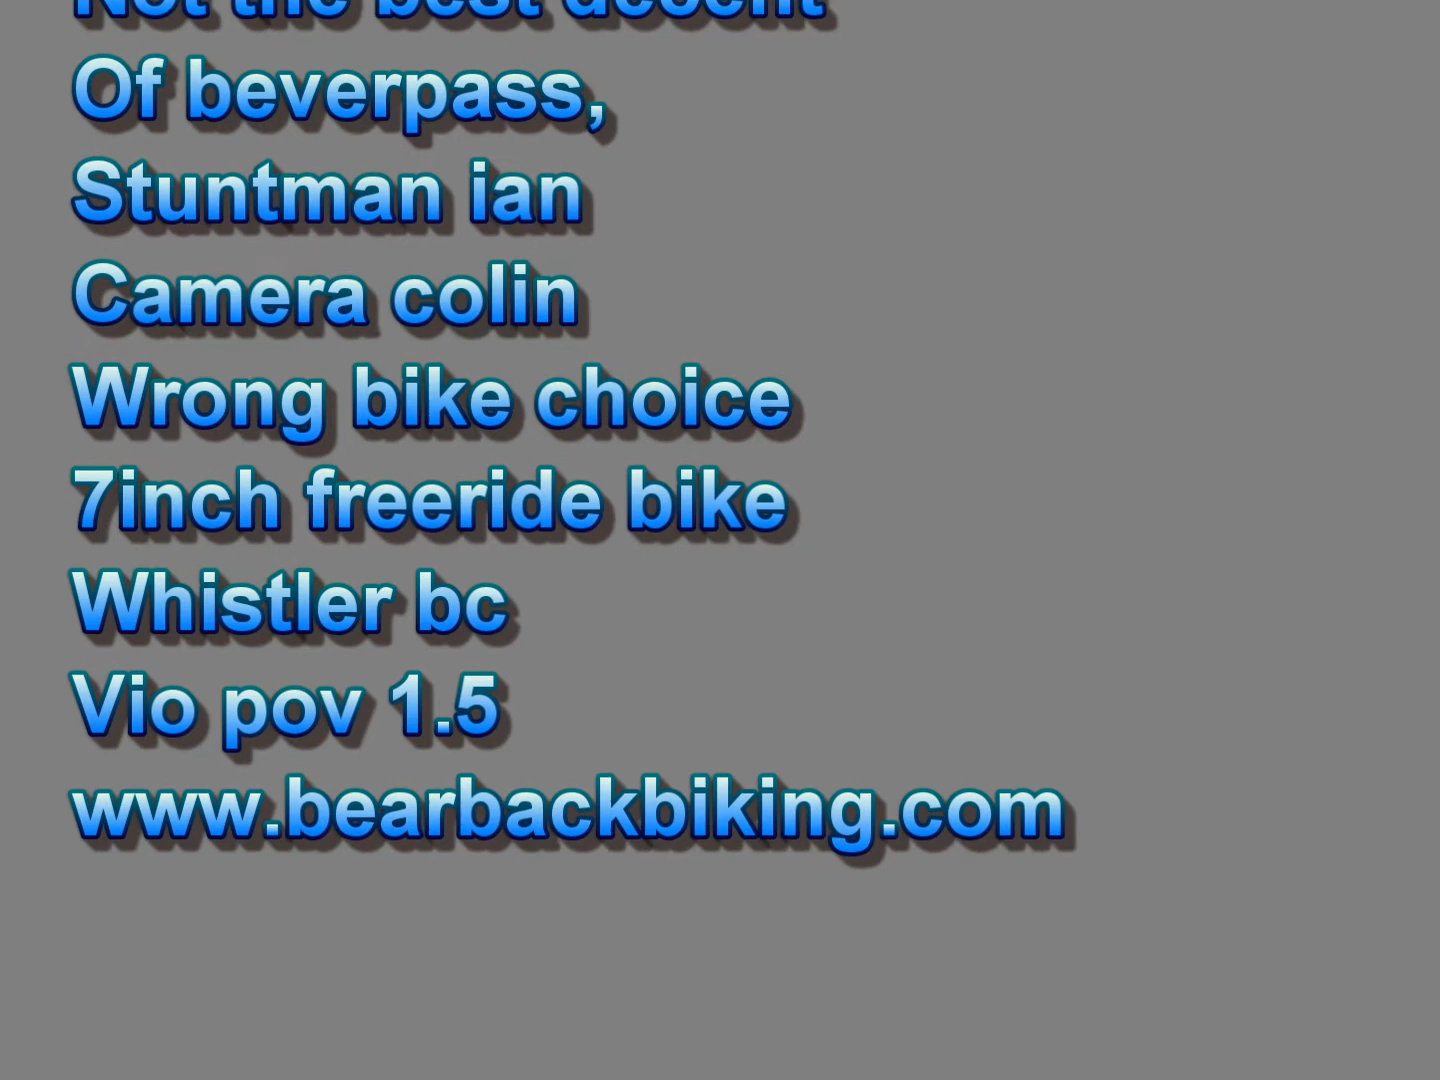 Not the best decent
Of beverpass,
Stuntman ian
Camera colin
Wrong bike choice
7inch freeride bike
Whistler bc
Vio pov 1.5
www.bearbackbiking.com